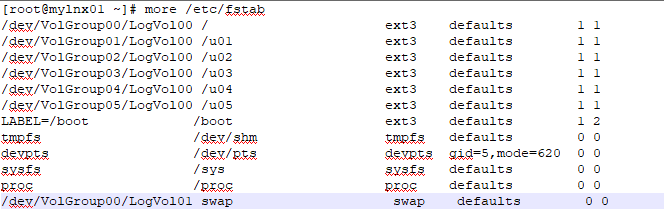 [root@mylnx01 ~]# more /etc/fstab
/dev/VolGroup00/LogVol00 / ext3 defaults 1 1
/dev/VolGroup01/LogVol00 /u01 ext3 defaults 1 1
/dev/VolGroup02/LogVol00 /u02 ext3 defaults 1 1
/dev/VolGroup03/LogVol00 /u03 ext3 defaults 1 1
/dev/VolGroup04/LogVol00 /u04 ext3 defaults 1 1
/dev/VolGroup05/LogVol00 /u05 ext3 defaults 1 1
LABEL=/boot /boot ext3 defaults 1 2
tmpfs /dev/shm tmpfs defaults 0 0
devpts /dev/pts devpts gid=5,mode=620 0 0
sysfs /sys sysfs defaults 0 0
proc /proc proc defaults 0 0
/dev/VolGroup00/LogVol01 swap swap defaults 0 0